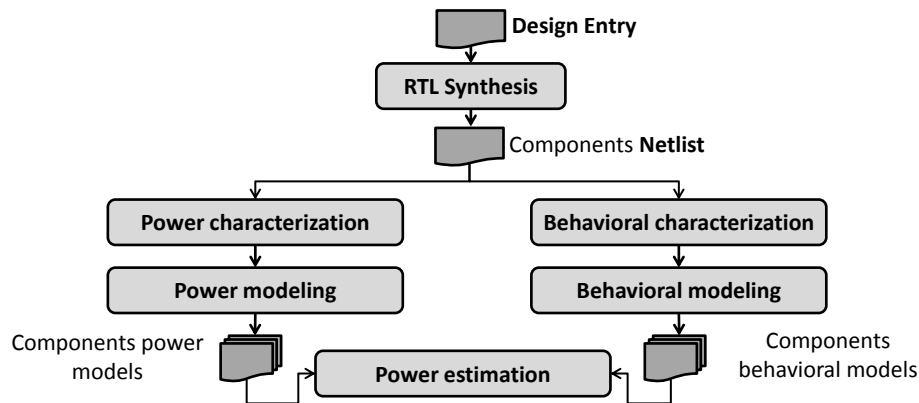 Design Entry
RTL Synthesis
Components Netlist
Power characterization
Behavioral characterization
Power modeling
Behavioral modeling
Components power
models
Components
behavioral models
Power estimation